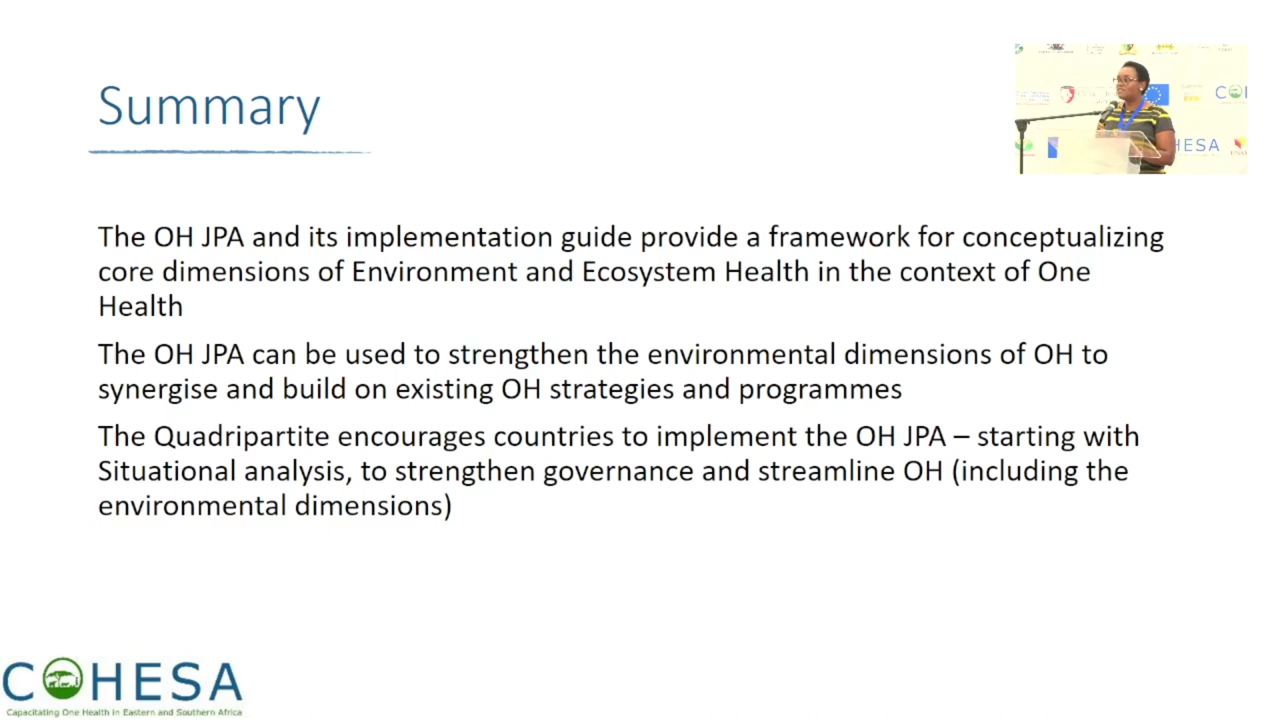 Summary
The OH JPA and its implementation guide provide a framework for conceptualizing
core dimensions of Environment and Ecosystem Health in the context of One
Health
The OH JPA can be used to strengthen the environmental dimensions of OH to
synergise and build on existing OH strategies and programmes
The Quadripartite encourages countries to implement the OH JPA – starting with
Situational analysis, to strengthen governance and streamline OH (including the
environmental dimensions)
HESA
COHESA
Capacitating One Health in Eastern and Southern Africa